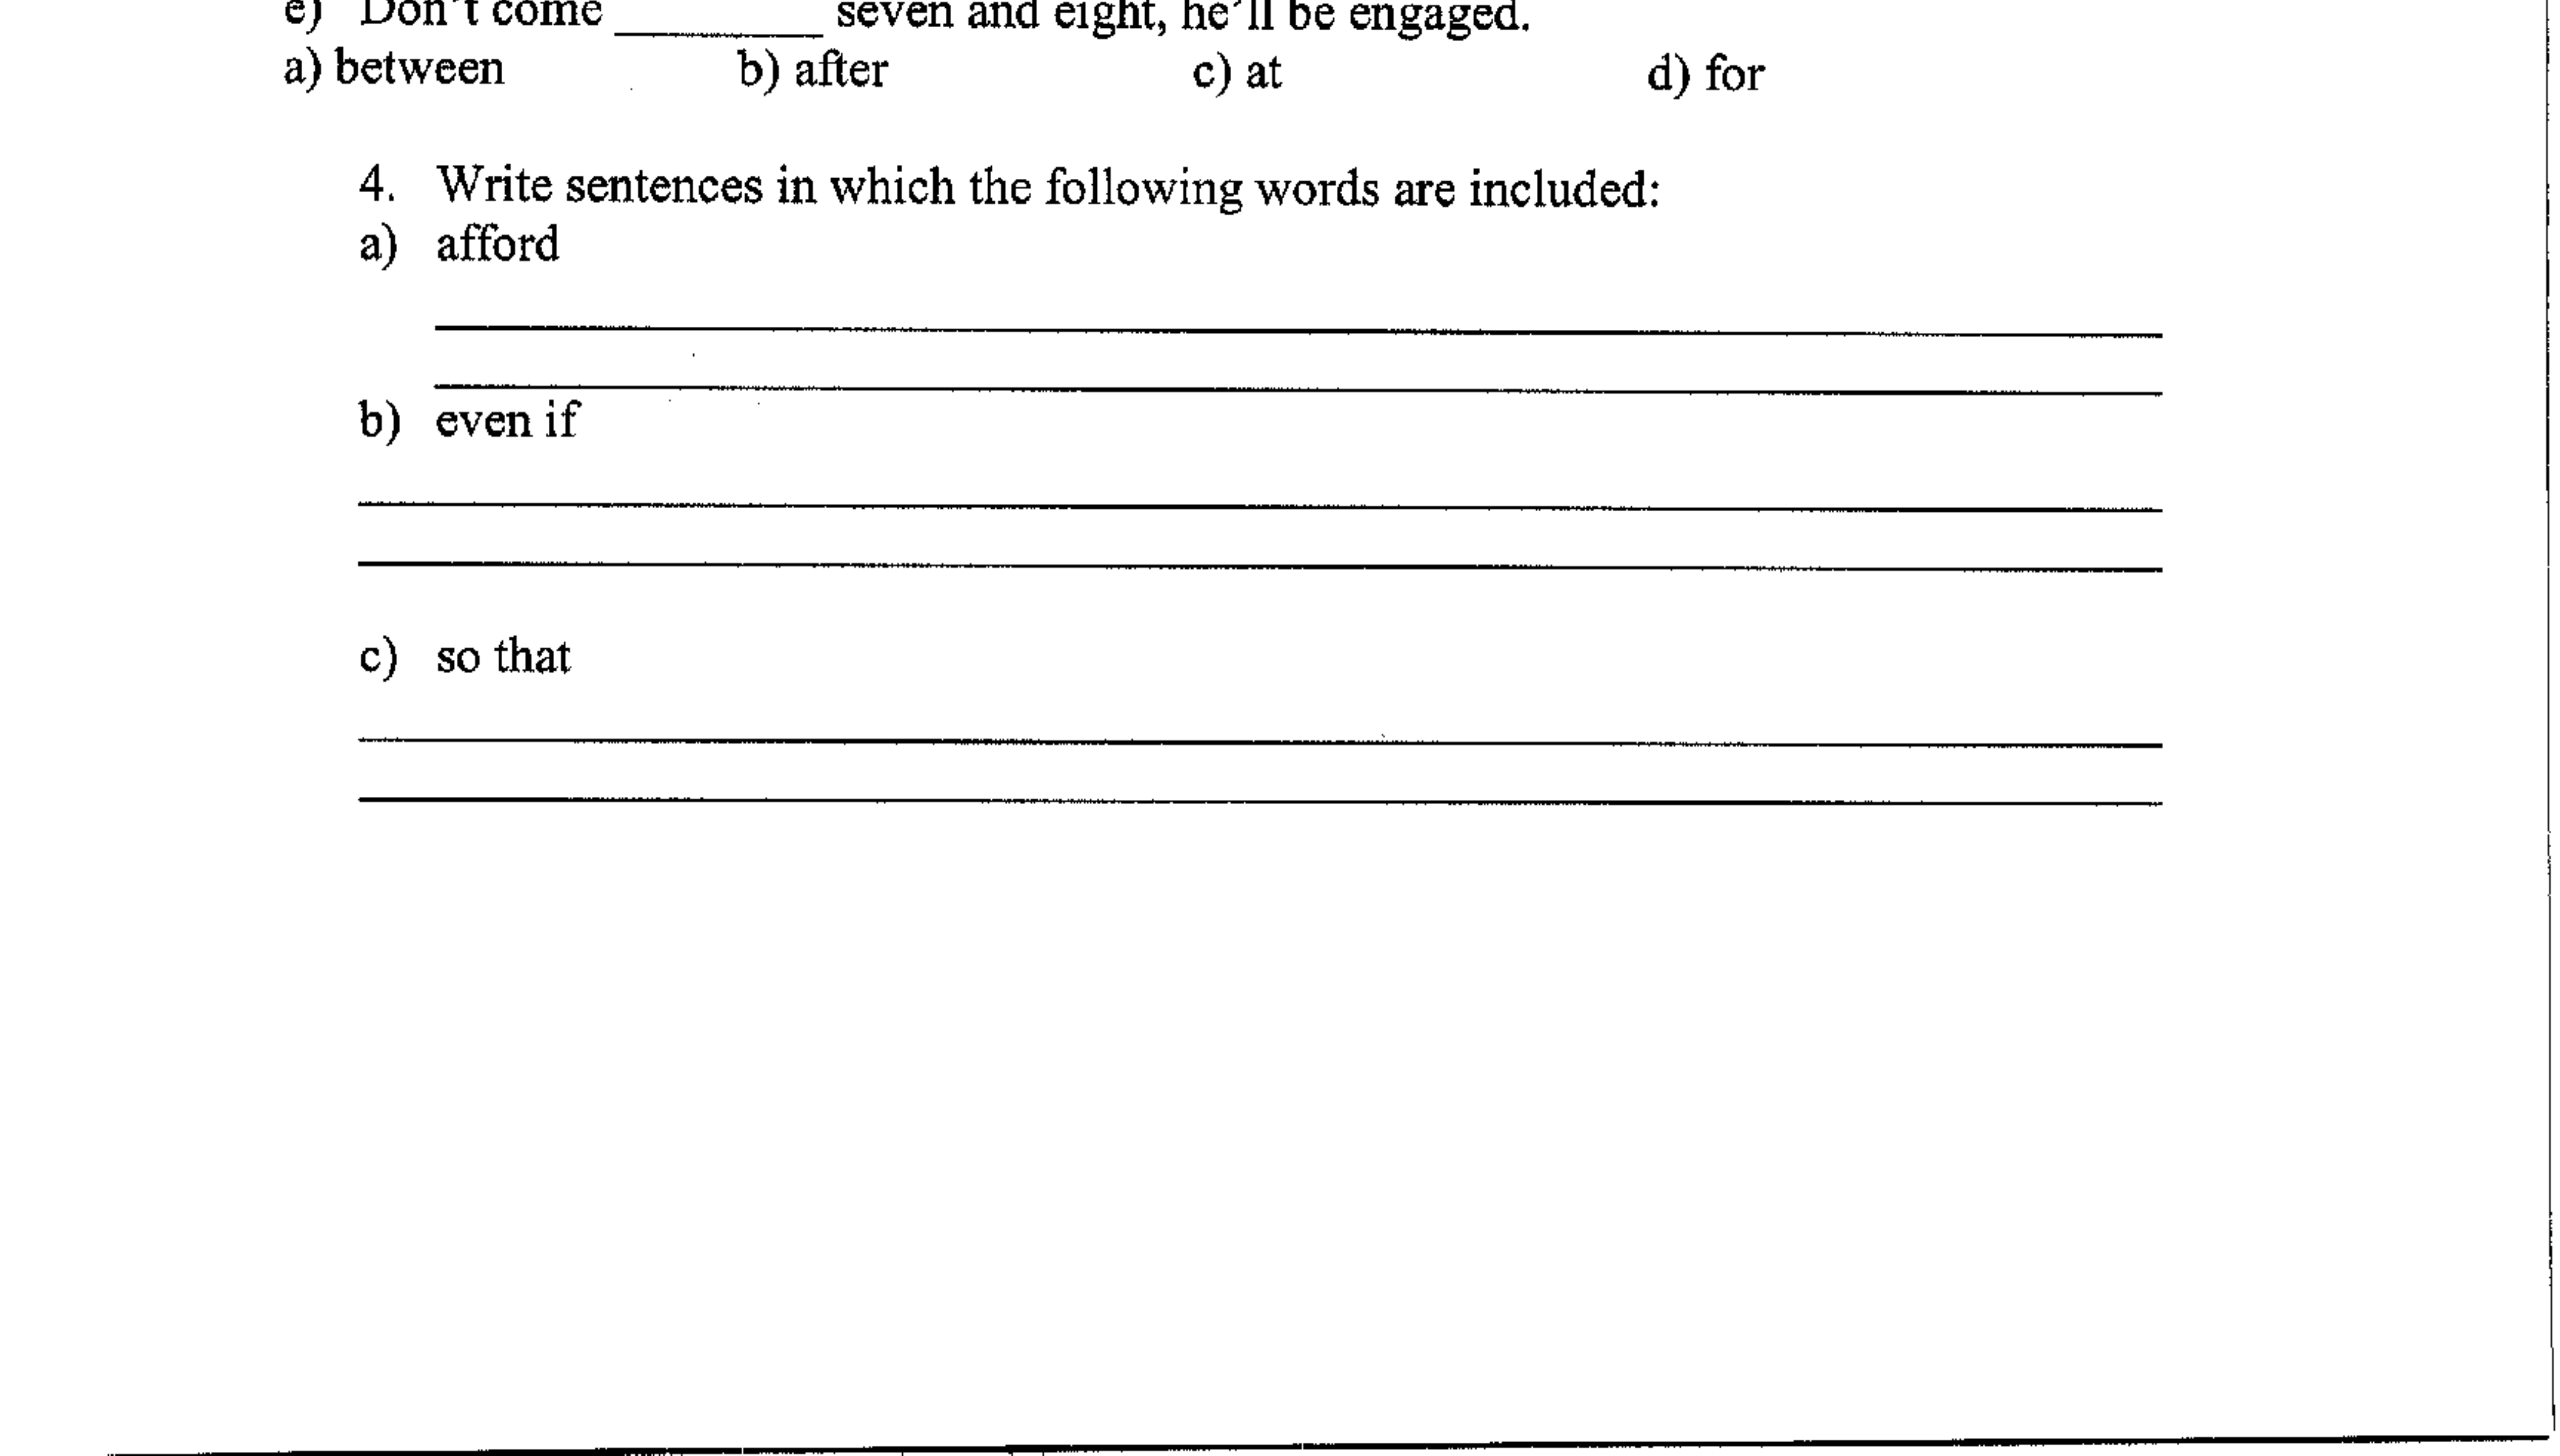 e) Don't come ________ seven and eight, he'll be engaged.
a) between b) after c) at d) for
4. Write sentences in which the following words are included:
a) afford
b) even if
c) so that